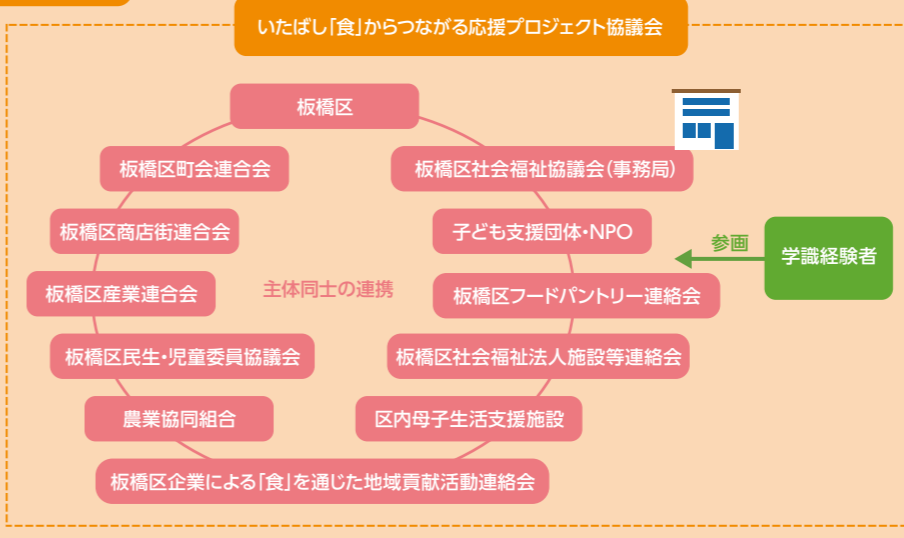 いたばし「食」からつながる応援プロジェクト協議会
板橋区
板橋区町会連合会
板橋区社会福祉協議会(事務局)
板橋区商店街連合会
子ども支援団体・NPO
参画
学識経験者
板橋区産業連合会
主体同士の連携
板橋区フードパントリー連絡会
板橋区民生・児童委員協議会
板橋区社会福祉法人施設等連絡会
農業協同組合
区内母子生活支援施設
板橋区企業による「食」を通じた地域貢献活動連絡会